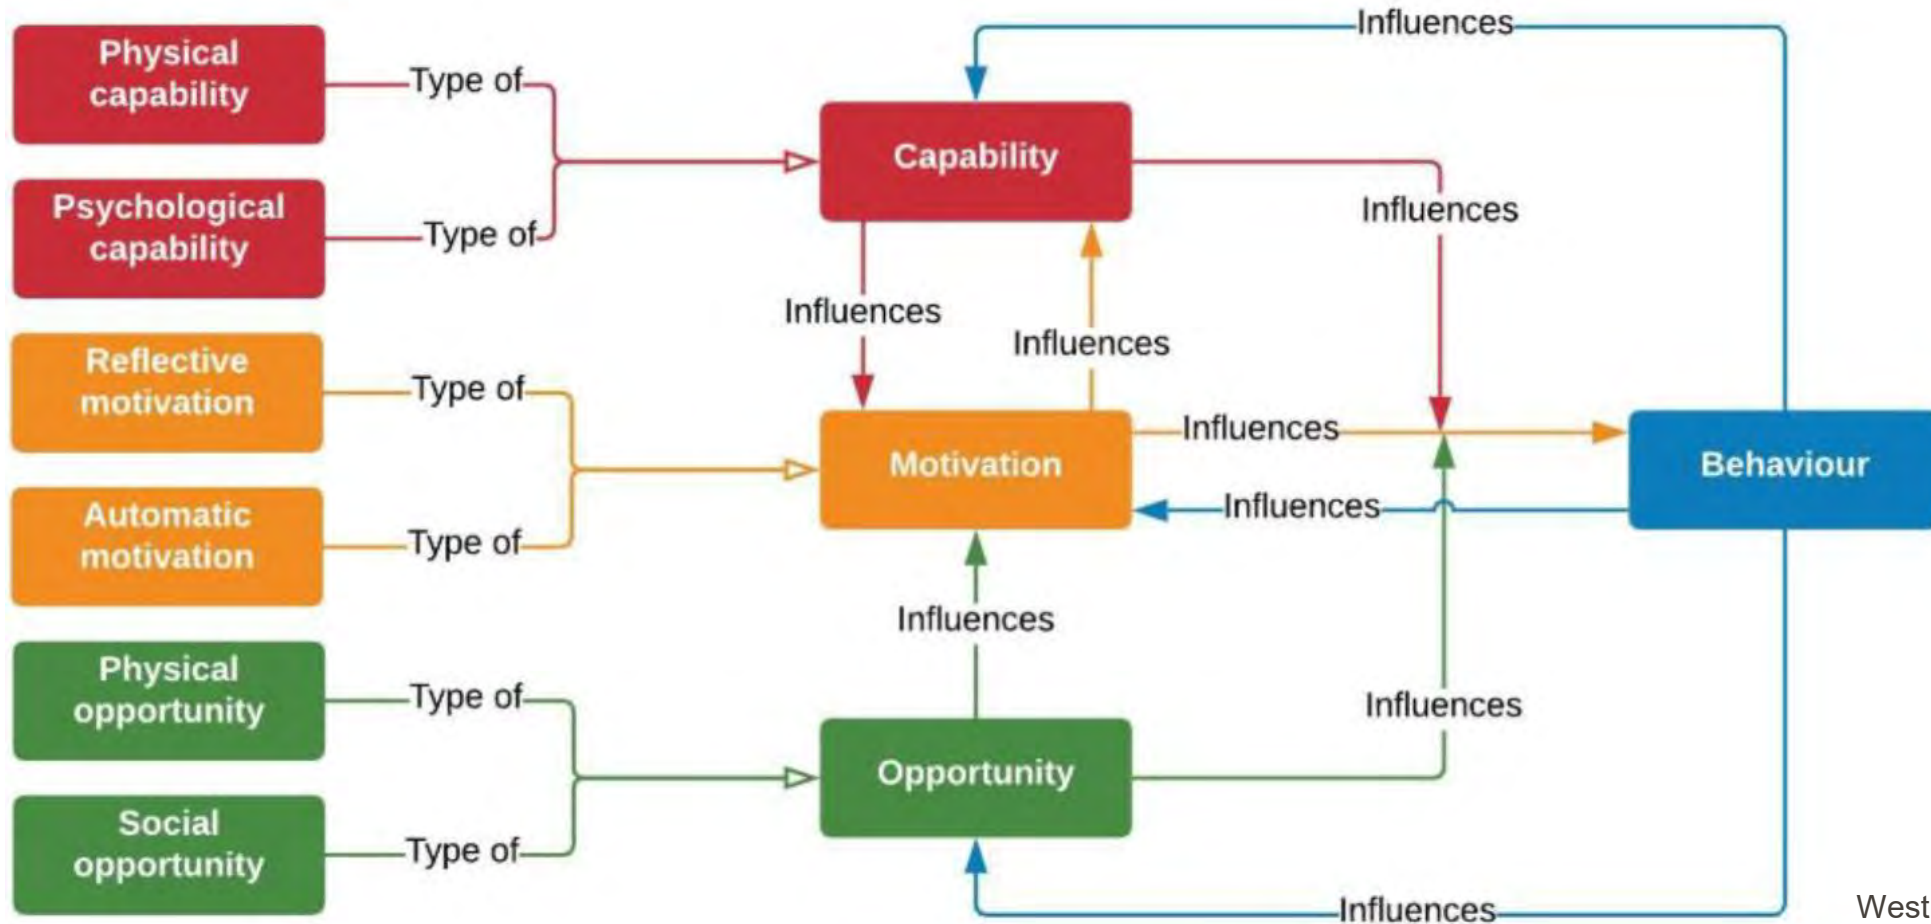 Influences
Physical
capability
Type of
Capability
Influences
Psychological
capability
Type of
Influences
Influences
Reflective
motivation
Type of
Influences
Motivation
Behaviour
Influences
Automatic
motivation
Type of
Influences
Physical
opportunity
Type of
Influences
Opportunity
Social
opportunity
Type of
Influences
West